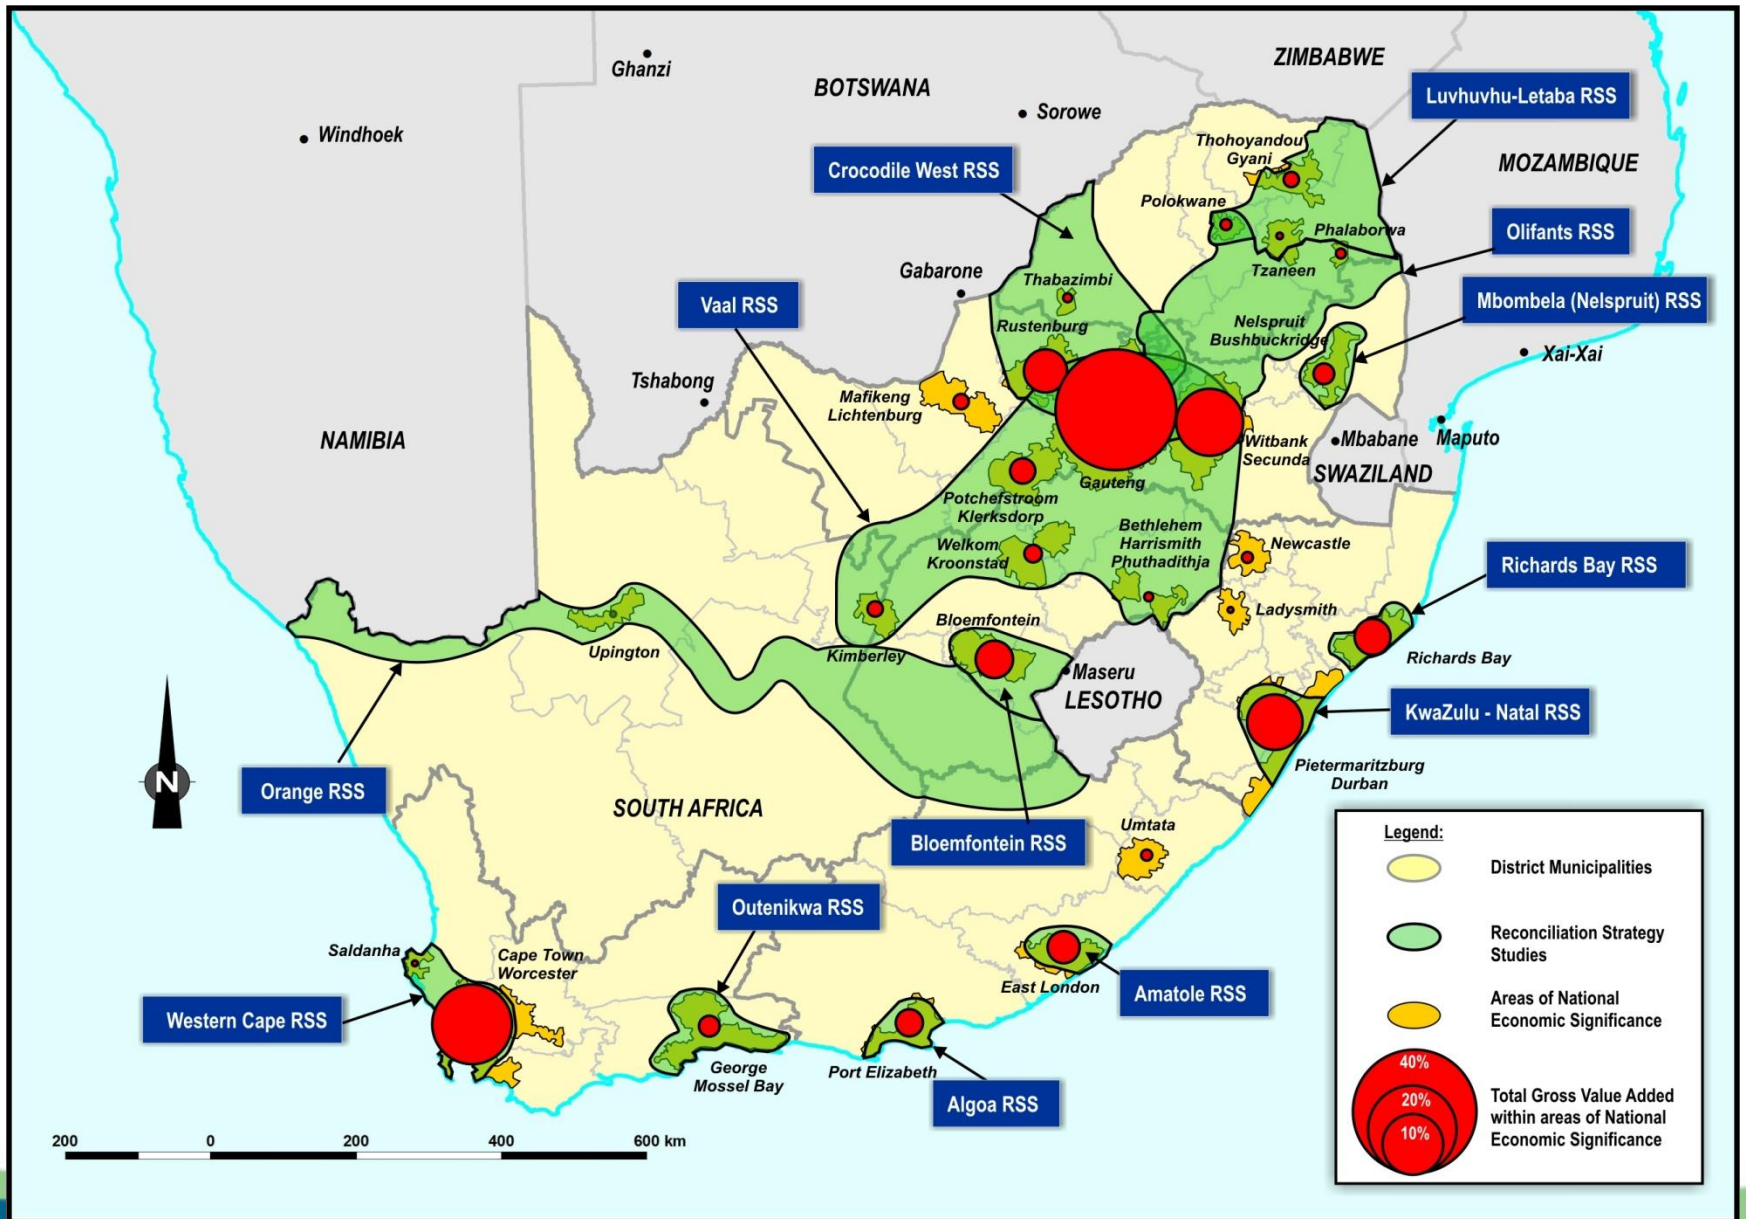 Ghanzi
ZIMBABWE
BOTSWANA
Luvhuvhu-Letaba RSS
Sorowe
Windhoek
Thohoyandou
Gyani
Crocodile West RSS
MOZAMBIQUE
Polokwane
Olifants RSS
Phalaborwa
Gabarone
Tzaneen
Thabazimbi
Mbombela (Nelspruit) RSS
Vaal RSS
Nelspruit
Bushbuckridge
Rustenburg
Xai-Xai
Tshabong
Mafikeng
Lichtenburg
NAMIBIA
Witbank
Secunda
Mbabane
Maputo
SWAZILAND
Gauteng
Potchefstroom
Klerksdorp
Bethlehem
Harrismith
Phuthadithja
Welkom
Kroonstad
Newcastle
Richards Bay RSS
Ladysmith
Bloemfontein
Upington
Kimberley
Richards Bay
Maseru
LESOTHO
KwaZulu - Natal RSS
Pietermaritzburg
Durban
N
Orange RSS
SOUTH AFRICA
Umtata
Bloemfontein RSS
Outenikwa RSS
Saldanha
Cape Town
Worcester
East London
Amatole RSS
Western Cape RSS
George
Mossel Bay
Port Elizabeth
Algoa RSS
200 0 200 400 600 km
Legend:
District Municipalities
Reconciliation Strategy
Studies
Areas of National
Economic Significance
40%
20%
10%
Total Gross Value Added
within areas of National
Economic Significance